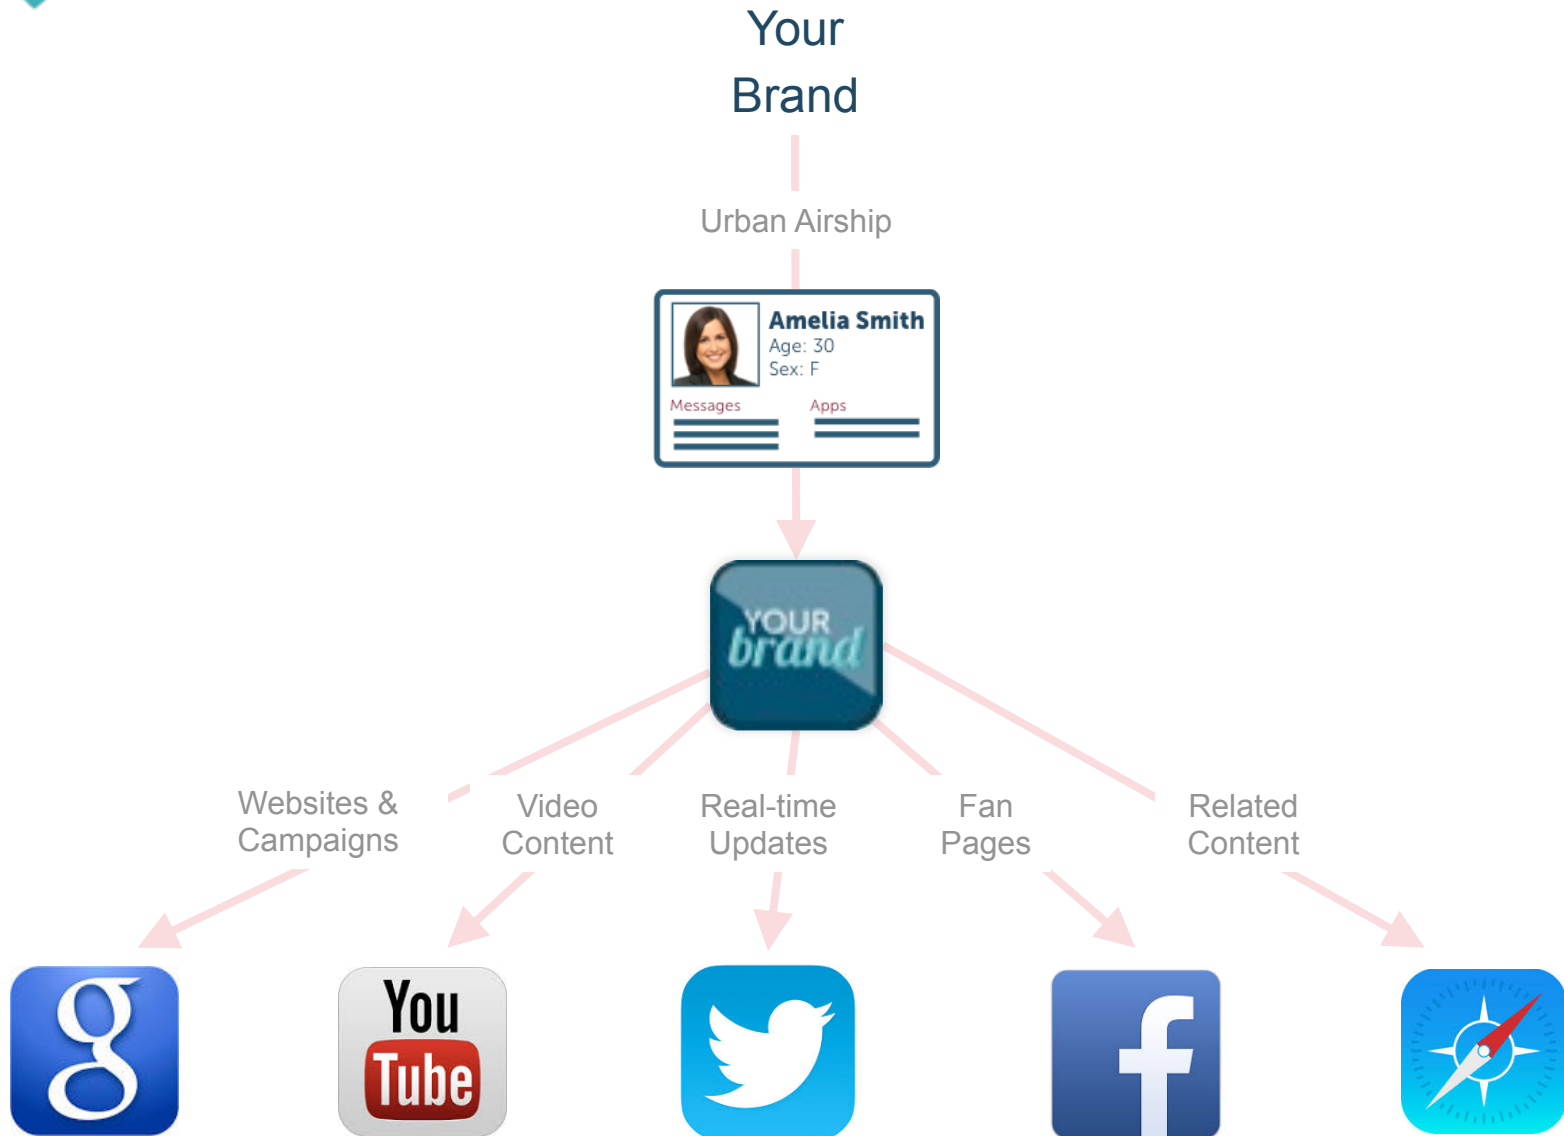 Your
Brand
Urban Airship
Amelia Smith
Age: 30
Sex: F
Messages Apps
YOUR
brand
Websites &
Campaigns
Video
Content
Real-time
Updates
Fan
Pages
Related
Content
g
You
Tube
f